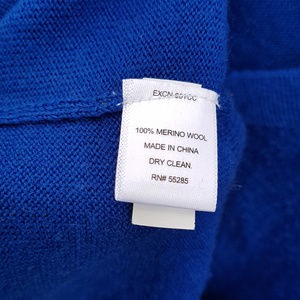 100% MERINO WOOL
MADE IN CHINA
DRY CLEAN.
RN# 55285